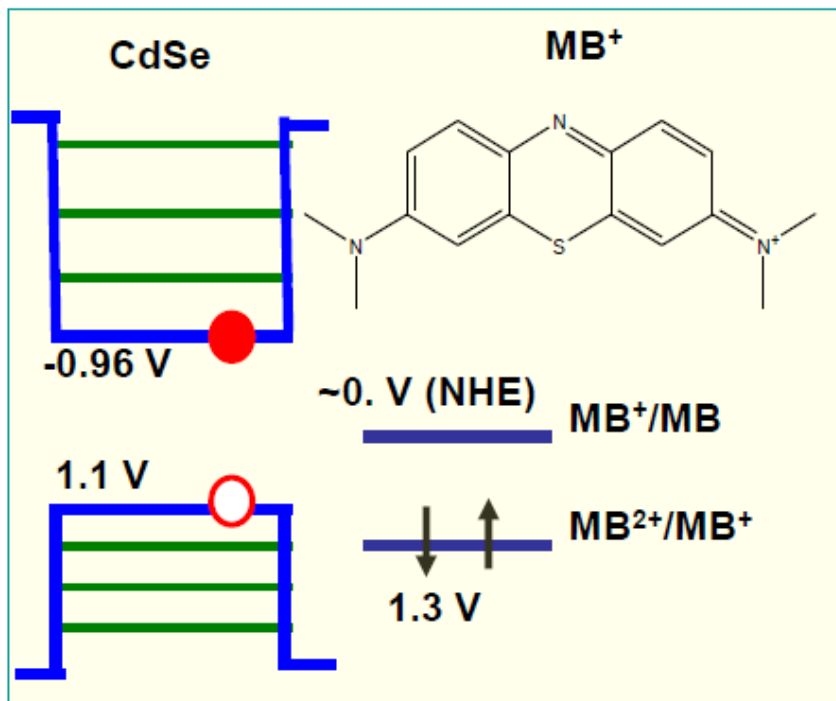 CdSe
MB⁺
N
N
S
N⁺
-0.96 V
~0. V (NHE)
MB⁺/MB
1.1 V
MB²⁺/MB⁺
1.3 V